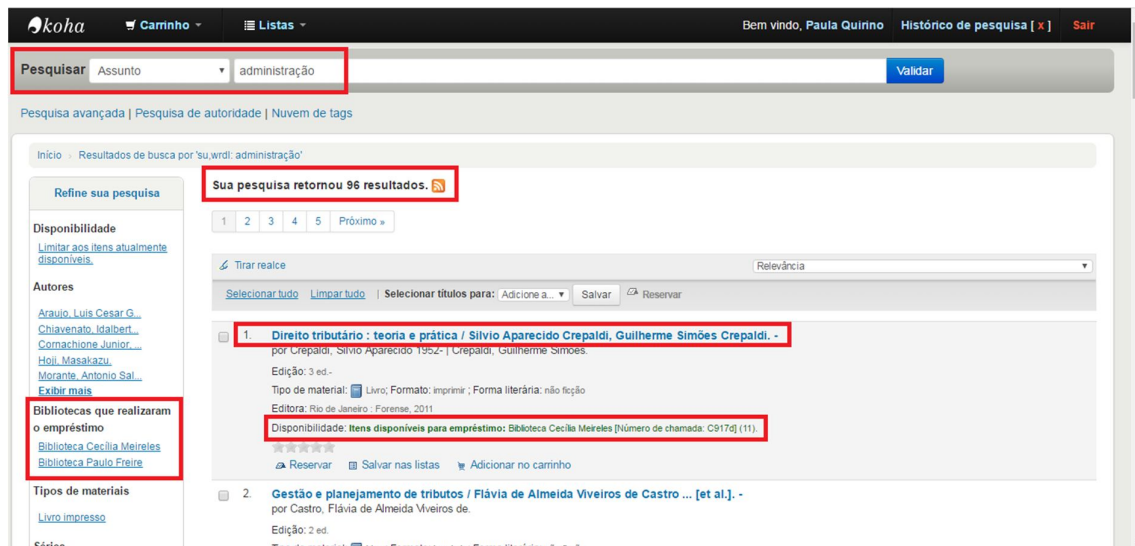 koha Carrinho Listas Bem vindo, Paula Quirino Histórico de pesquisa [ x ] Sair
Pesquisar Assunto administração Validar
Pesquisa avançada | Pesquisa de autoridade | Nuvem de tags
Início › Resultados de busca por 'su,wrdl: administração'
Refine sua pesquisa
Disponibilidade
Limitar aos itens atualmente
disponíveis.
Autores
Araujo, Luis Cesar G...
Chiavenato, Idalbert...
Cornachione Junior, ...
Hoji, Masakazu,
Morante, Antonio Sal...
Exibir mais
Bibliotecas que realizaram
o empréstimo
Biblioteca Cecília Meireles
Biblioteca Paulo Freire
Tipos de materiais
Livro impresso
Sua pesquisa retornou 96 resultados.
1 2 3 4 5 Próximo »
Tirar realce Relevância
Selecionar tudo Limpar tudo | Selecionar títulos para: Adicione a... Salvar Reservar
1. Direito tributário : teoria e prática / Silvio Aparecido Crepaldi, Guilherme Simões Crepaldi. -
por Crepaldi, Silvio Aparecido 1952- | Crepaldi, Guilherme Simões.
Edição: 3 ed.-
Tipo de material: Livro; Formato: imprimir ; Forma literária: não ficção
Editora: Rio de Janeiro : Forense, 2011
Disponibilidade: Itens disponíveis para empréstimo: Biblioteca Cecília Meireles [Número de chamada: C917d] (11).
Reservar Salvar nas listas Adicionar no carrinho
2. Gestão e planejamento de tributos / Flávia de Almeida Viveiros de Castro ... [et al.]. -
por Castro, Flávia de Almeida Viveiros de.
Edição: 2 ed.